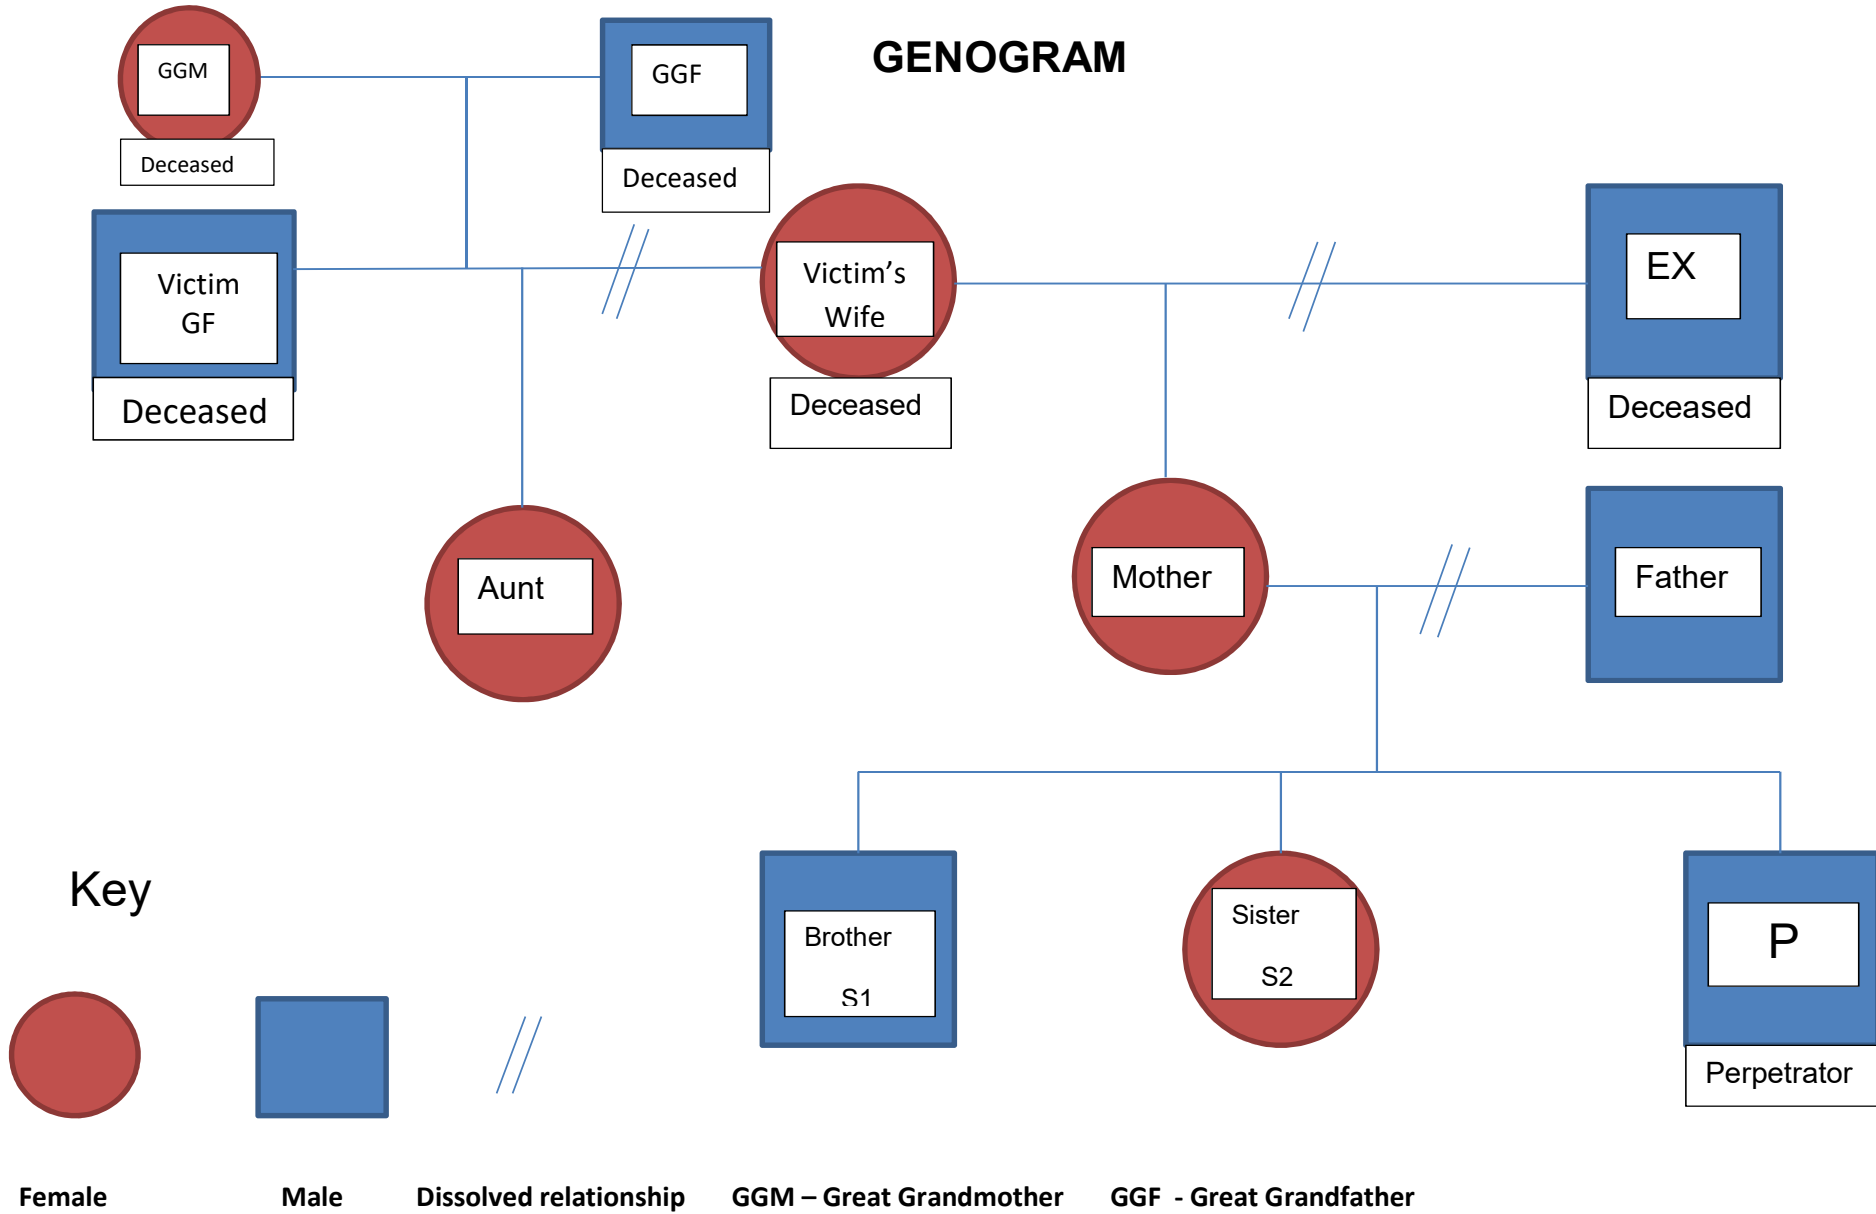 GENOGRAM
GGM
GGF
Deceased
Deceased
Victim
GF
Deceased
Victim’s
Wife
Deceased
EX
Deceased
Aunt
Mother
Father
Brother
S1
Sister
S2
P
Perpetrator
Key
Female
Male
Dissolved relationship
GGM – Great Grandmother
GGF - Great Grandfather